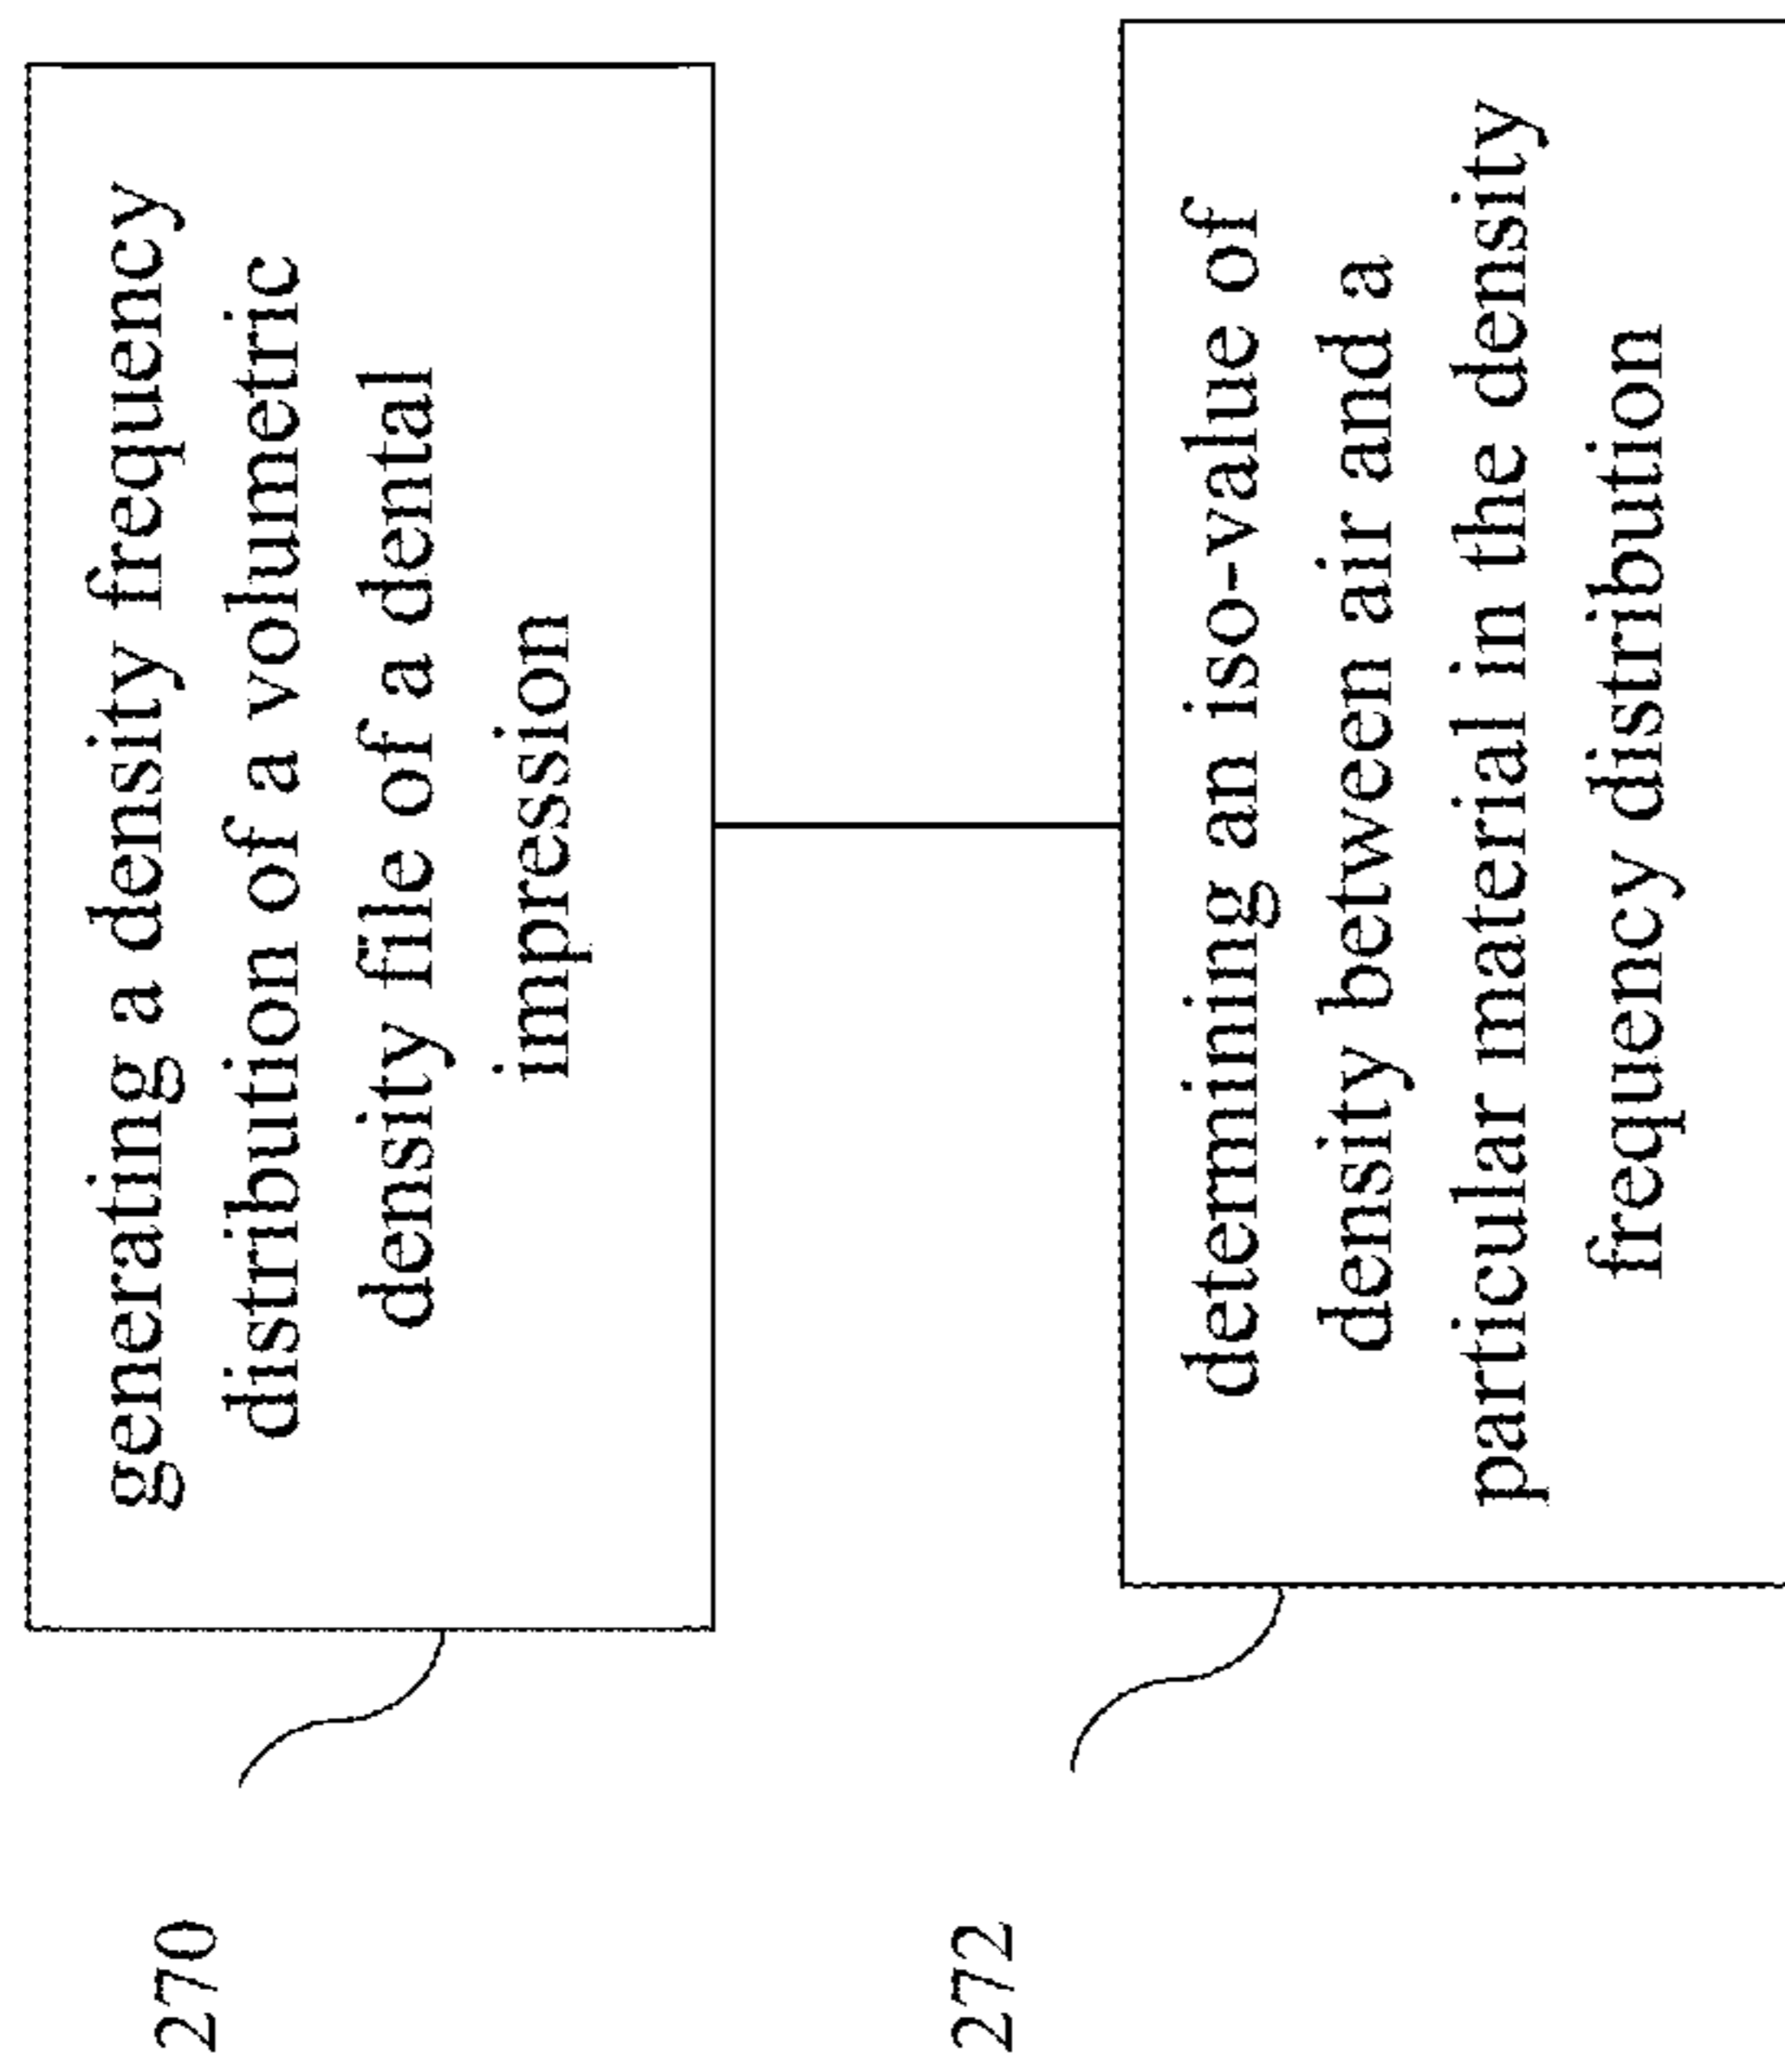 270
generating a density frequency
distribution of a volumetric
density file of a dental
impression
272
determining an iso-value of
density between air and a
particular material in the density
frequency distribution